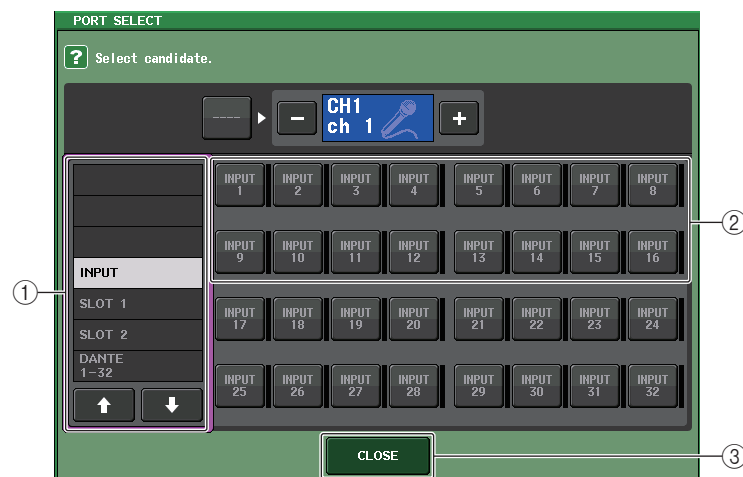 PORT SELECT
? Select candidate.
---- CH1
ch 1
− +
INPUT
SLOT 1
SLOT 2
DANTE
1-32
INPUT 1 INPUT 2 INPUT 3 INPUT 4 INPUT 5 INPUT 6 INPUT 7 INPUT 8
INPUT 9 INPUT 10 INPUT 11 INPUT 12 INPUT 13 INPUT 14 INPUT 15 INPUT 16
INPUT 17 INPUT 18 INPUT 19 INPUT 20 INPUT 21 INPUT 22 INPUT 23 INPUT 24
INPUT 25 INPUT 26 INPUT 27 INPUT 28 INPUT 29 INPUT 30 INPUT 31 INPUT 32
CLOSE
1
2
3